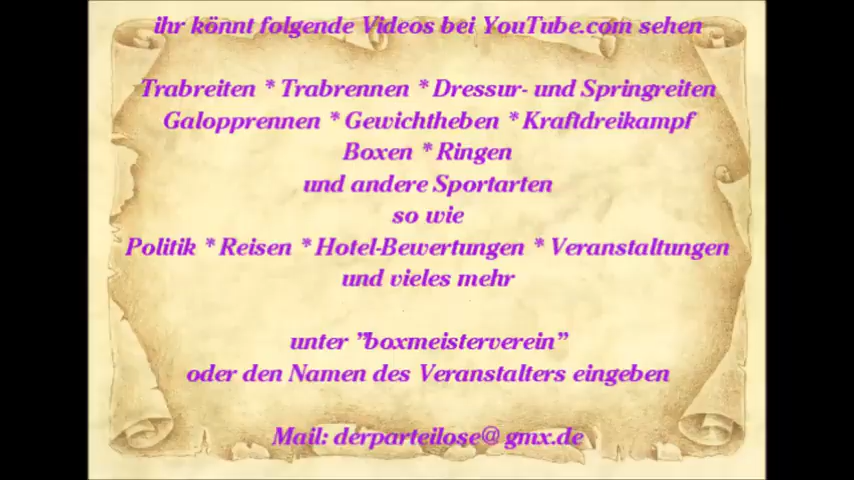 ihr könnt folgende Videos bei YouTube.com sehen
Trabreiten * Trabrennen * Dressur- und Springreiten
Galopprennen * Gewichtheben * Kraftdreikampf
Boxen * Ringen
und andere Sportarten
so wie
Politik * Reisen * Hotel-Bewertungen * Veranstaltungen
und vieles mehr
unter "boxmeisterverein"
oder den Namen des Veranstalters eingeben
Mail: derparteilose@ gmx.de